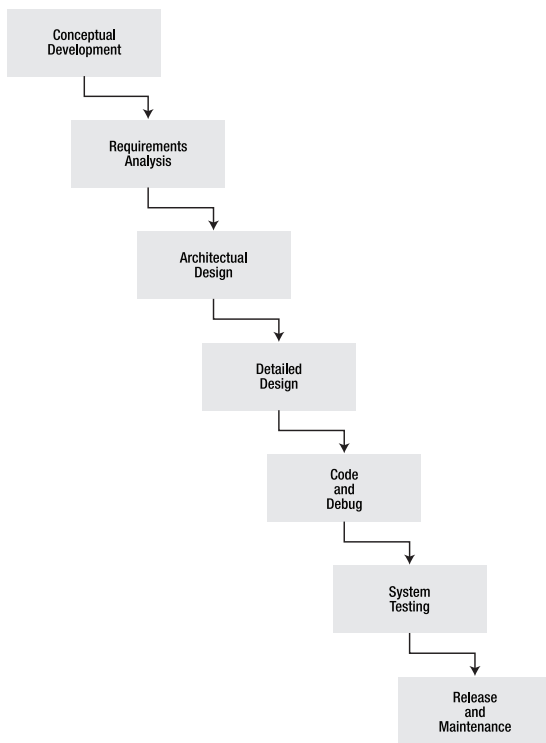 Conceptual
Development
Requirements
Analysis
Architectual
Design
Detailed
Design
Code
and
Debug
System
Testing
Release
and
Maintenance